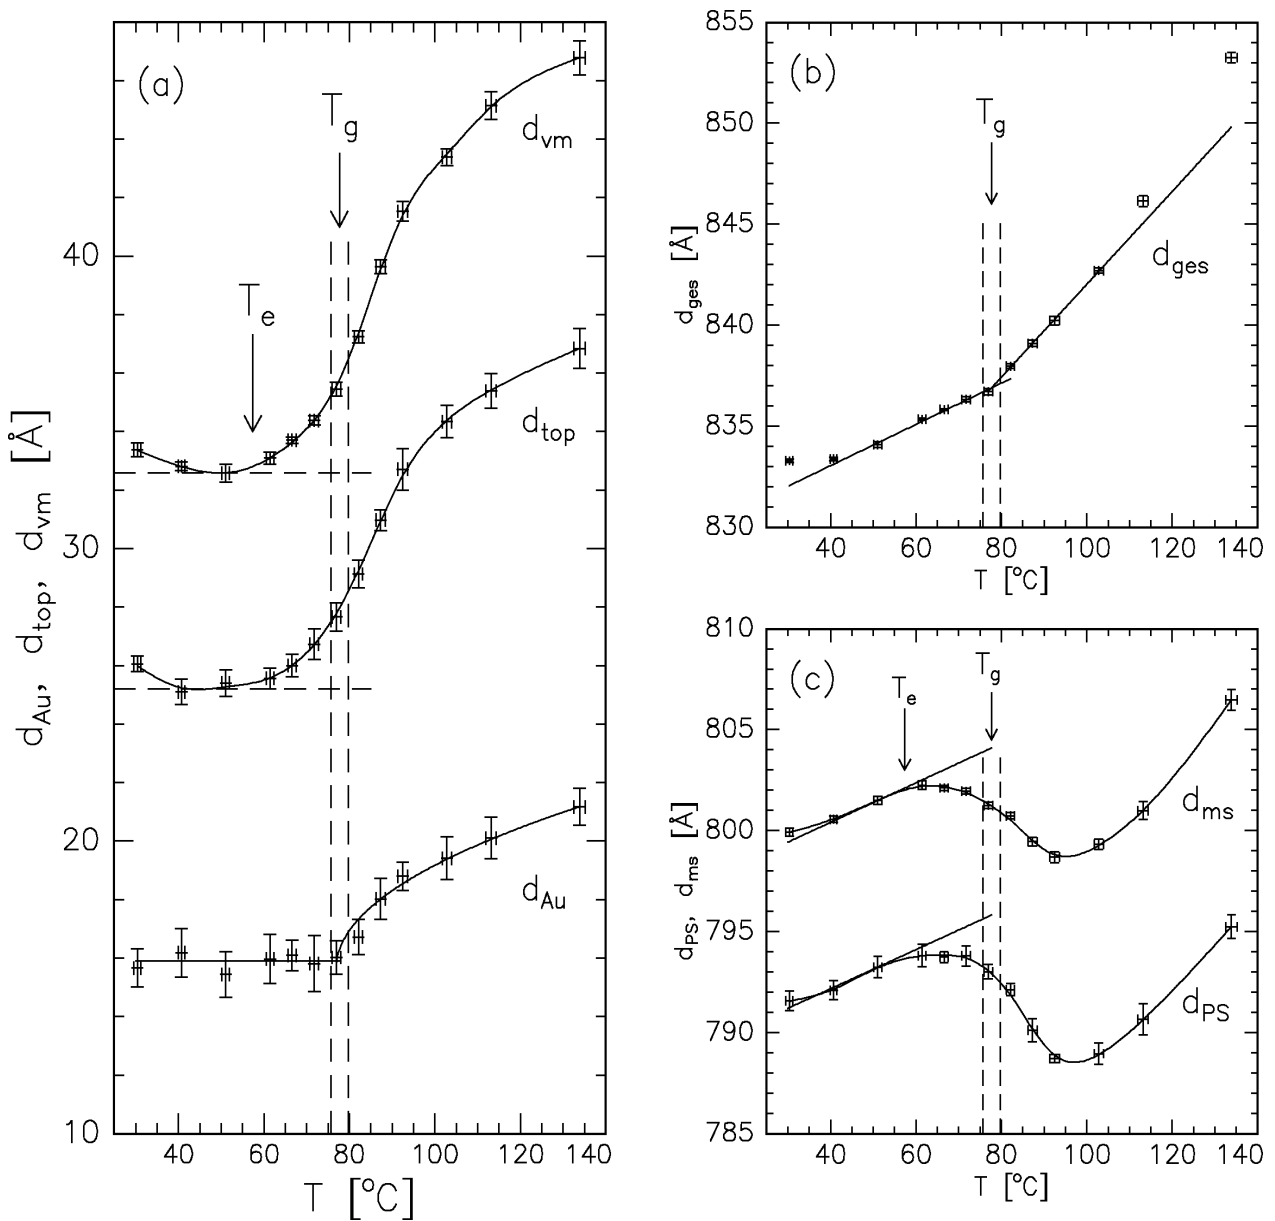 (a)
T_g
d_vm
T_e
d_top
d_Au
40
30
20
10
d_Au, d_top, d_vm [Å]
40 60 80 100 120 140
T [°C]
(b)
T_g
d_ges
855
850
845
840
835
830
d_ges [Å]
40 60 80 100 120 140
T [°C]
(c)
T_e
T_g
d_ms
d_PS
810
805
800
795
790
785
d_PS, d_ms [Å]
40 60 80 100 120 140
T [°C]